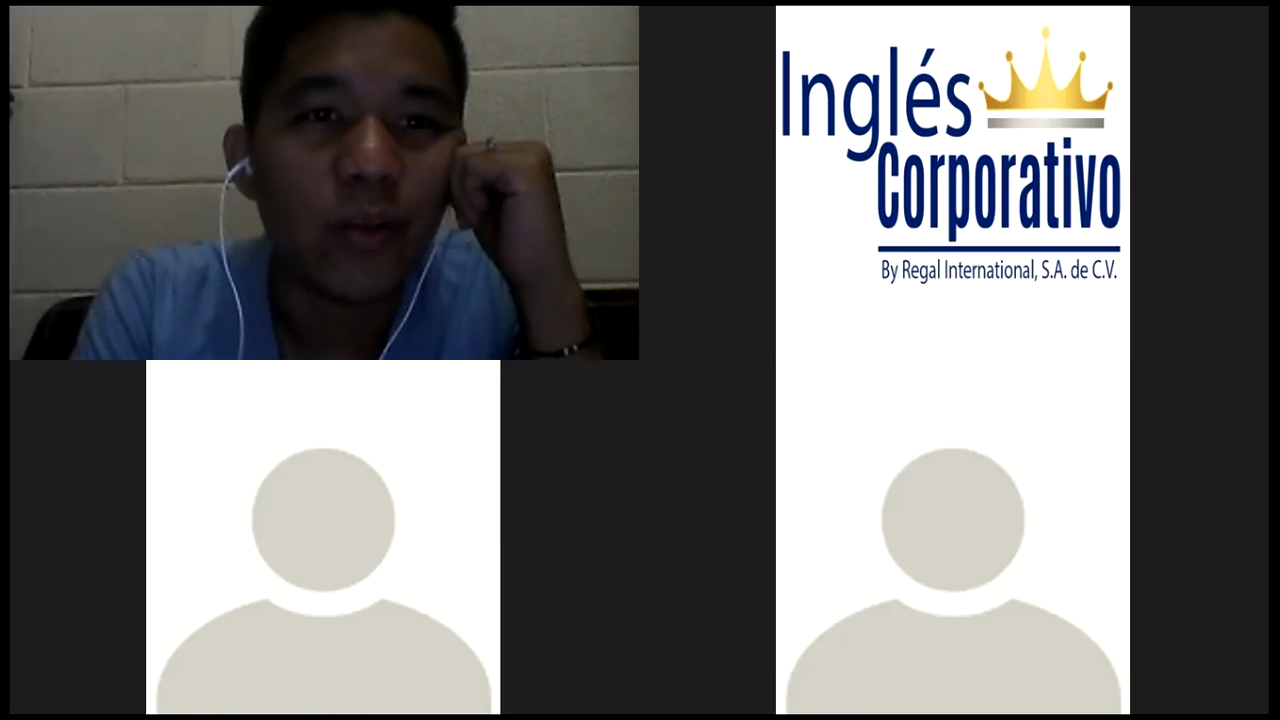 Inglés
Corporativo
By Regal International, S.A. de C.V.